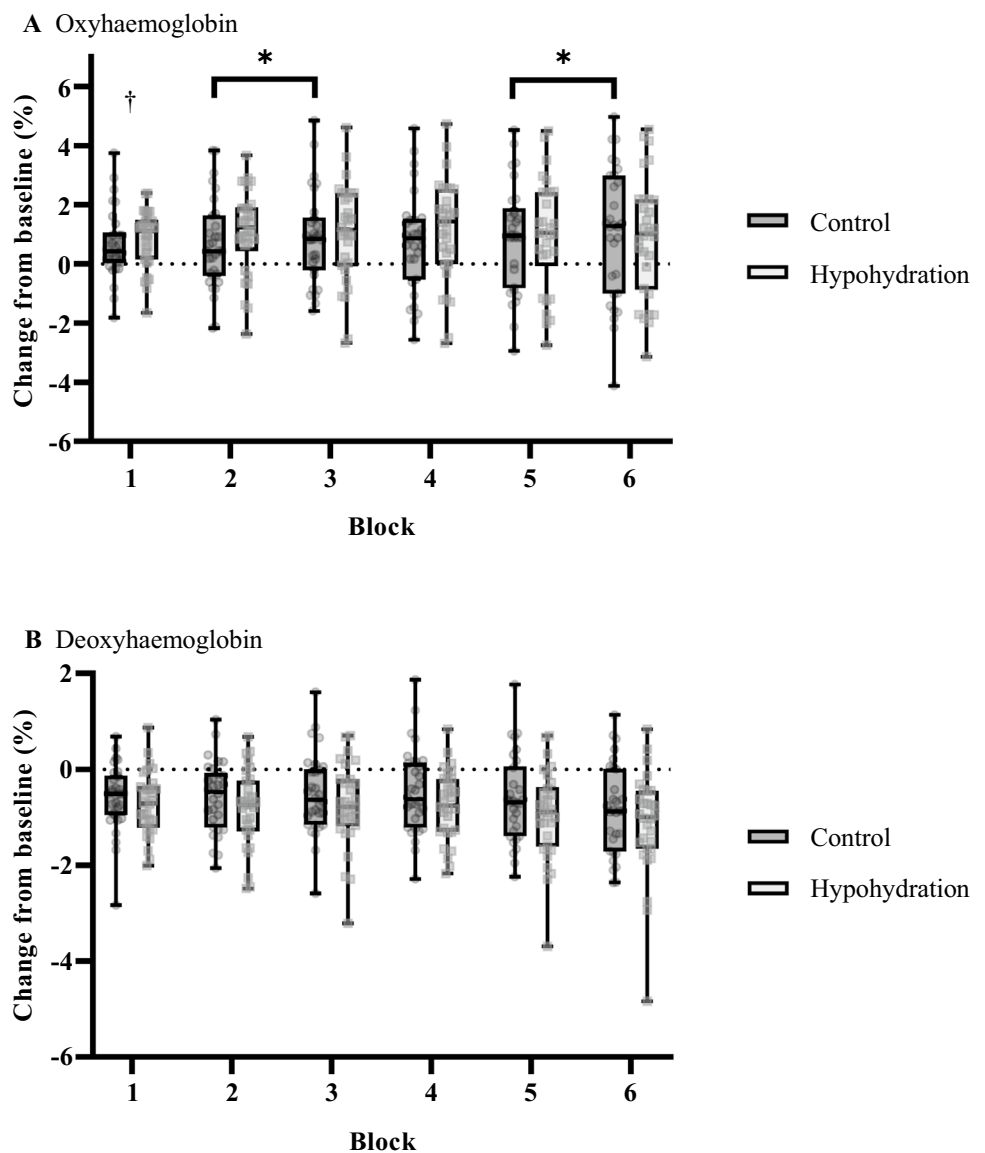 A Oxyhaemoglobin
* *
6
†
4
2
0
-2
-4
-6
Change from baseline (%)
1 2 3 4 5 6
Block
Control
Hypohydration
B Deoxyhaemoglobin
2
0
-2
-4
-6
Change from baseline (%)
1 2 3 4 5 6
Block
Control
Hypohydration